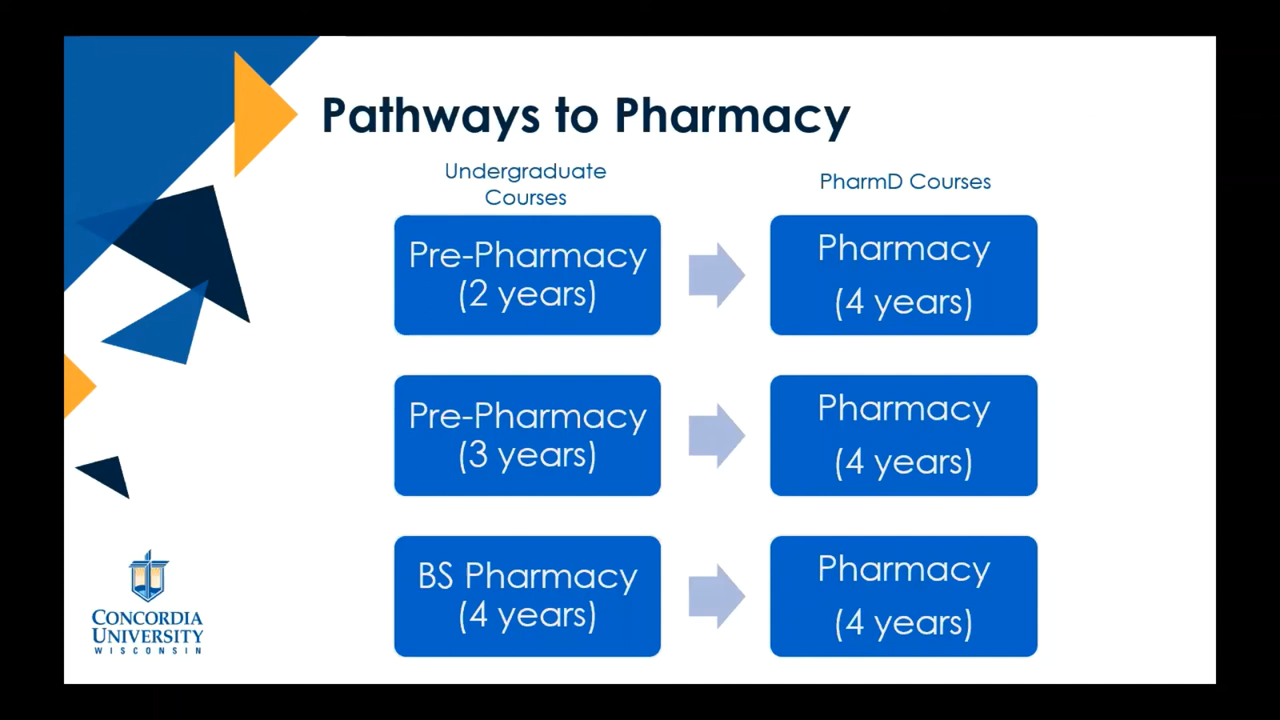 Pathways to Pharmacy
Undergraduate
Courses
PharmD Courses
Pre-Pharmacy
(2 years)
Pharmacy
(4 years)
Pre-Pharmacy
(3 years)
Pharmacy
(4 years)
BS Pharmacy
(4 years)
Pharmacy
(4 years)
CONCORDIA
UNIVERSITY
WISCONSIN